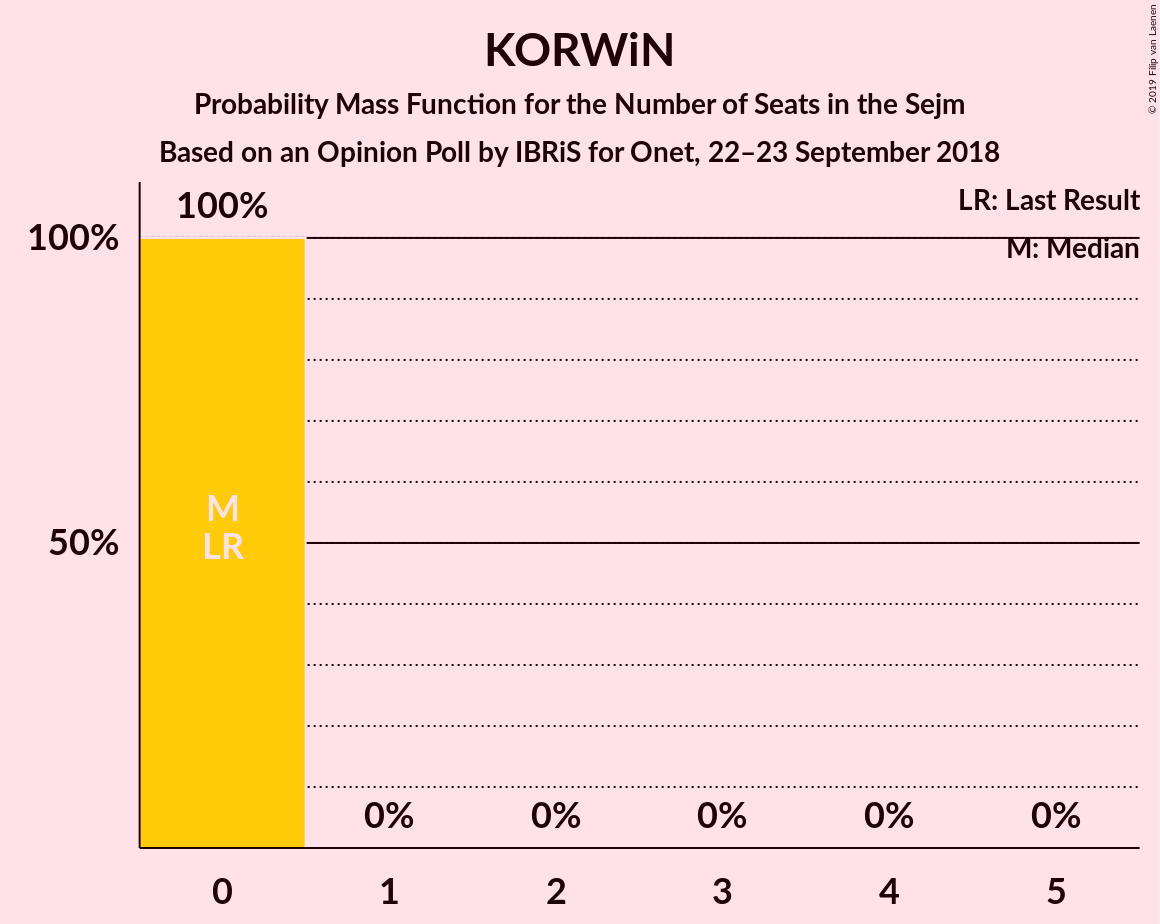 KORWiN
Probability Mass Function for the Number of Seats in the Sejm
Based on an Opinion Poll by IBRiS for Onet, 22–23 September 2018
© 2019 Filip van Laenen
LR: Last Result
M: Median
100%
100%
50%
M
LR
0% 0% 0% 0% 0%
0 1 2 3 4 5